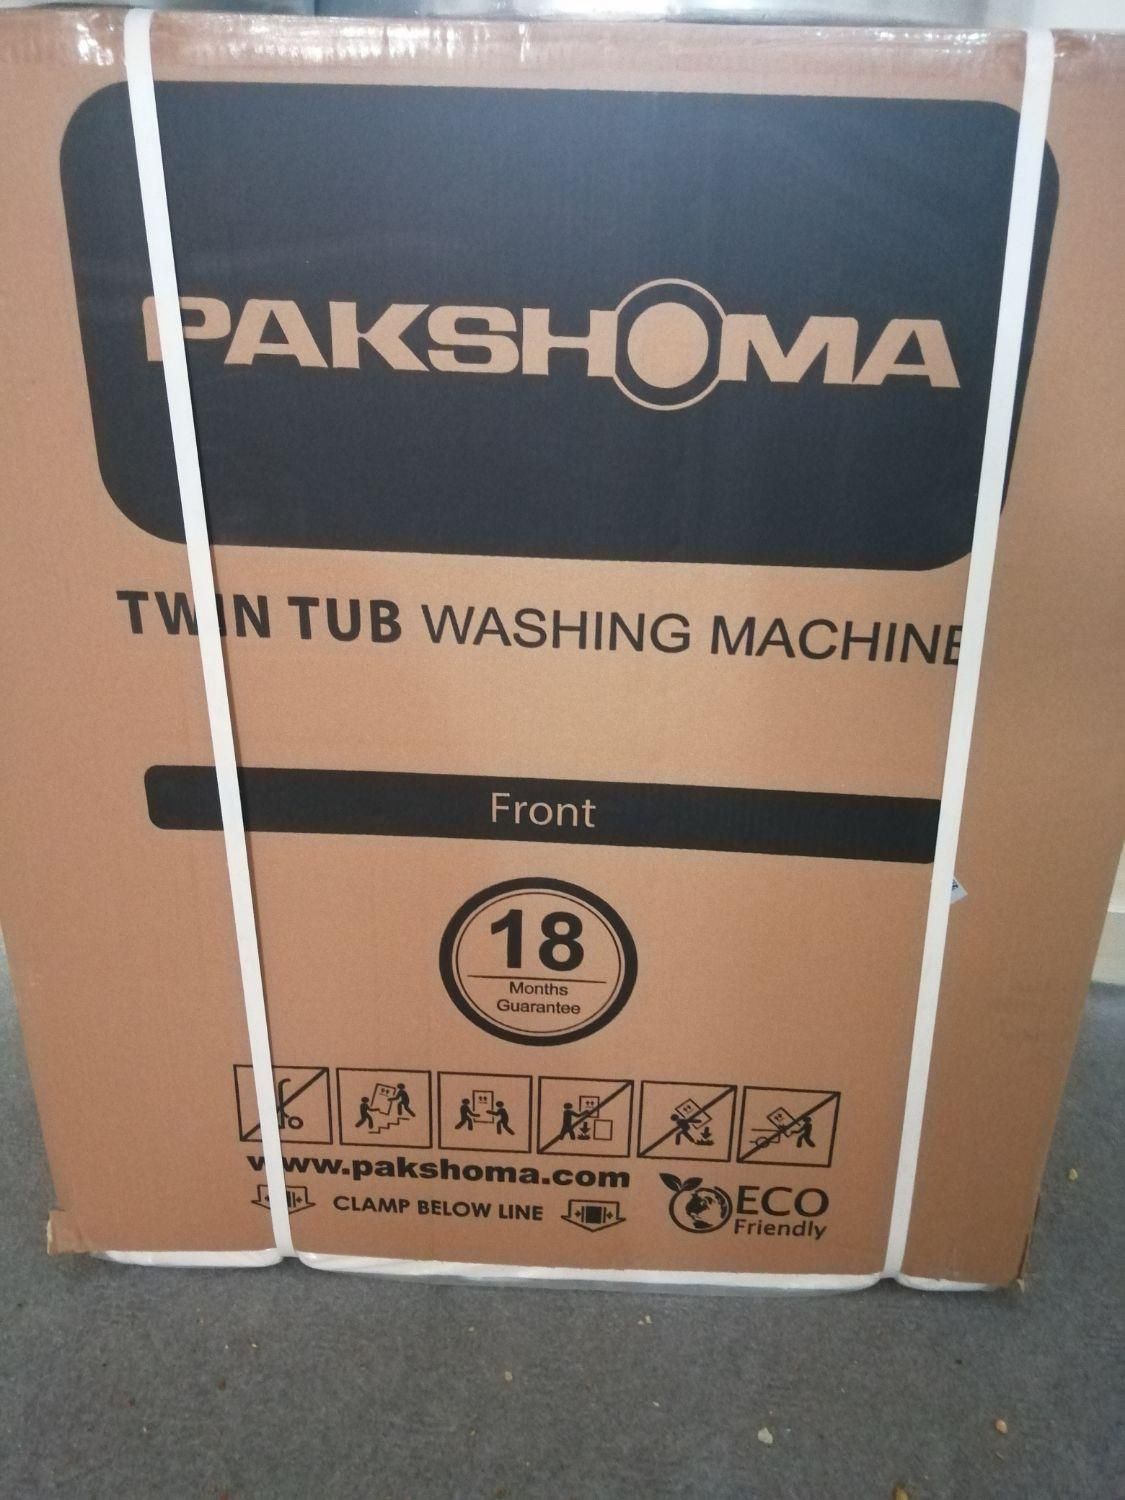 PAKSHOMA
TWIN TUB WASHING MACHINE
Front
18
Months
Guarantee
www.pakshoma.com
CLAMP BELOW LINE
ECO
Friendly